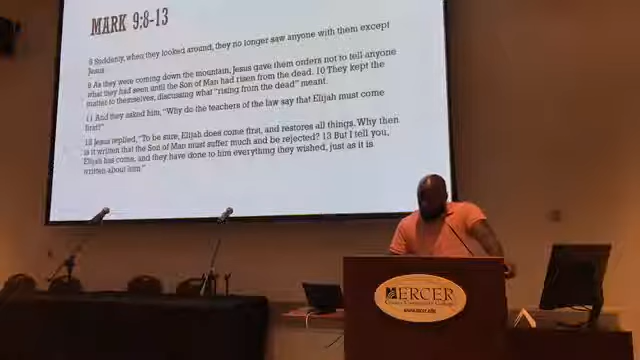 MARK 9:8-13
8 Suddenly, when they looked around, they no longer saw anyone with them except
Jesus.
9 As they were coming down the mountain, Jesus gave them orders not to tell anyone
what they had seen until the Son of Man had risen from the dead. 10 They kept the
matter to themselves, discussing what "rising from the dead" meant.
11 And they asked him, "Why do the teachers of the law say that Elijah must come
first?"
12 Jesus replied, "To be sure, Elijah does come first, and restores all things. Why then
is it written that the Son of Man must suffer much and be rejected? 13 But I tell you,
Elijah has come, and they have done to him everything they wished, just as it is
written about him."
MERCER
County Community College
www.mccc.edu